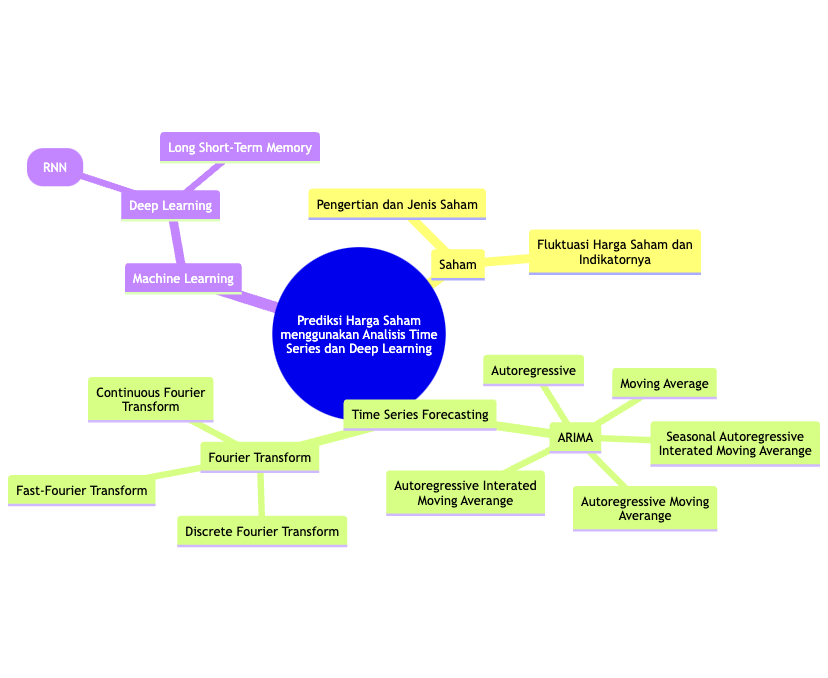 Long Short-Term Memory
RNN
Deep Learning
Pengertian dan Jenis Saham
Fluktuasi Harga Saham dan
Indikatornya
Saham
Machine Learning
Prediksi Harga Saham
menggunakan Analisis Time
Series dan Deep Learning
Autoregressive
Moving Average
Continuous Fourier
Transform
Time Series Forecasting
ARIMA
Seasonal Autoregressive
Interated Moving Averange
Fourier Transform
Fast-Fourier Transform
Autoregressive Interated
Moving Averange
Autoregressive Moving
Averange
Discrete Fourier Transform